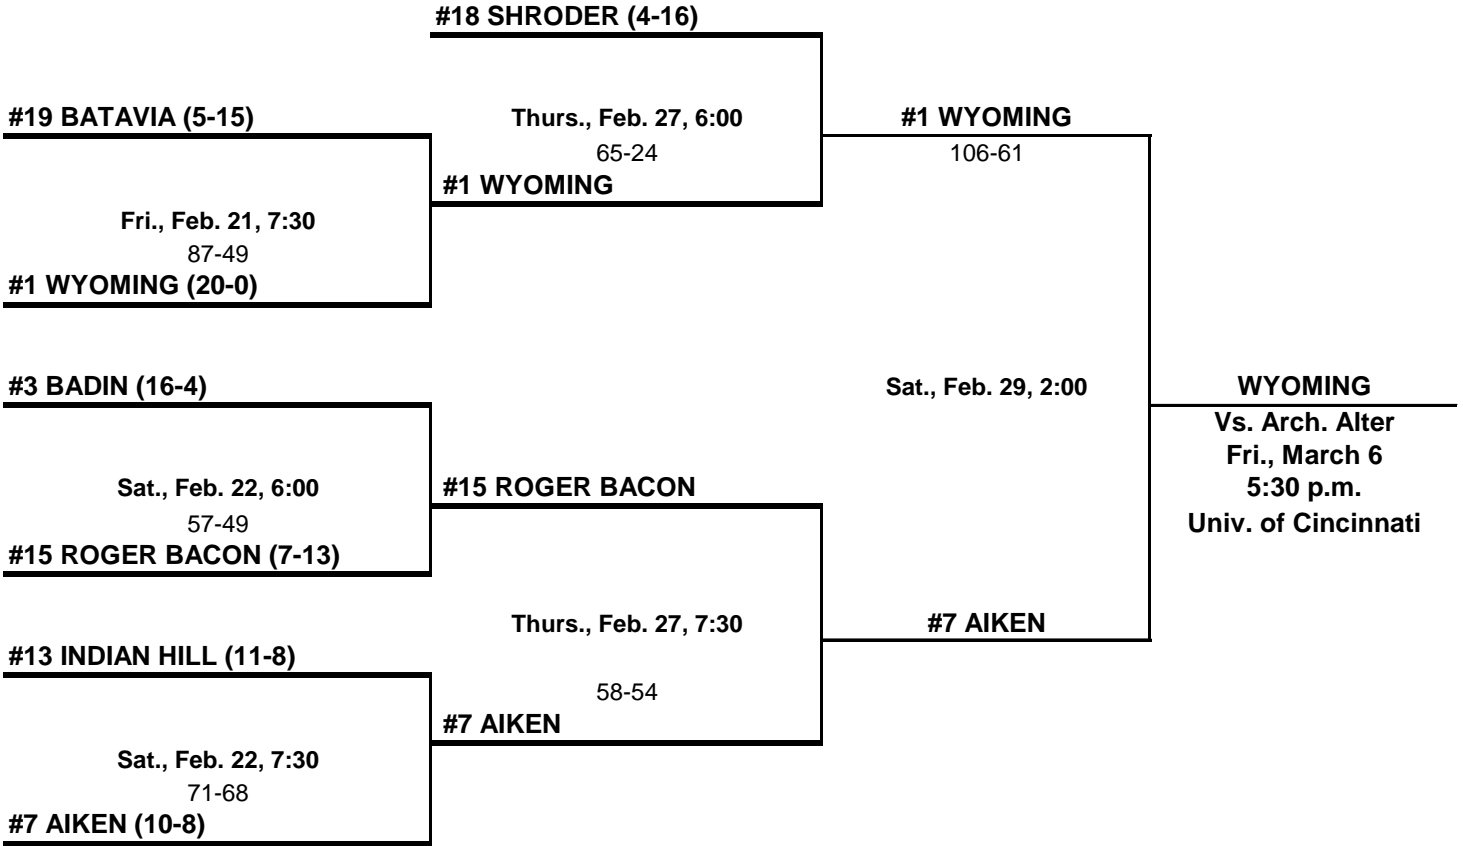 #18 SHRODER (4-16)
#19 BATAVIA (5-15)
Thurs., Feb. 27, 6:00
#1 WYOMING
65-24
106-61
#1 WYOMING
Fri., Feb. 21, 7:30
87-49
#1 WYOMING (20-0)
#3 BADIN (16-4)
Sat., Feb. 29, 2:00
WYOMING
Vs. Arch. Alter
Fri., March 6
5:30 p.m.
Univ. of Cincinnati
Sat., Feb. 22, 6:00
#15 ROGER BACON
57-49
#15 ROGER BACON (7-13)
Thurs., Feb. 27, 7:30
#7 AIKEN
#13 INDIAN HILL (11-8)
58-54
#7 AIKEN
Sat., Feb. 22, 7:30
71-68
#7 AIKEN (10-8)